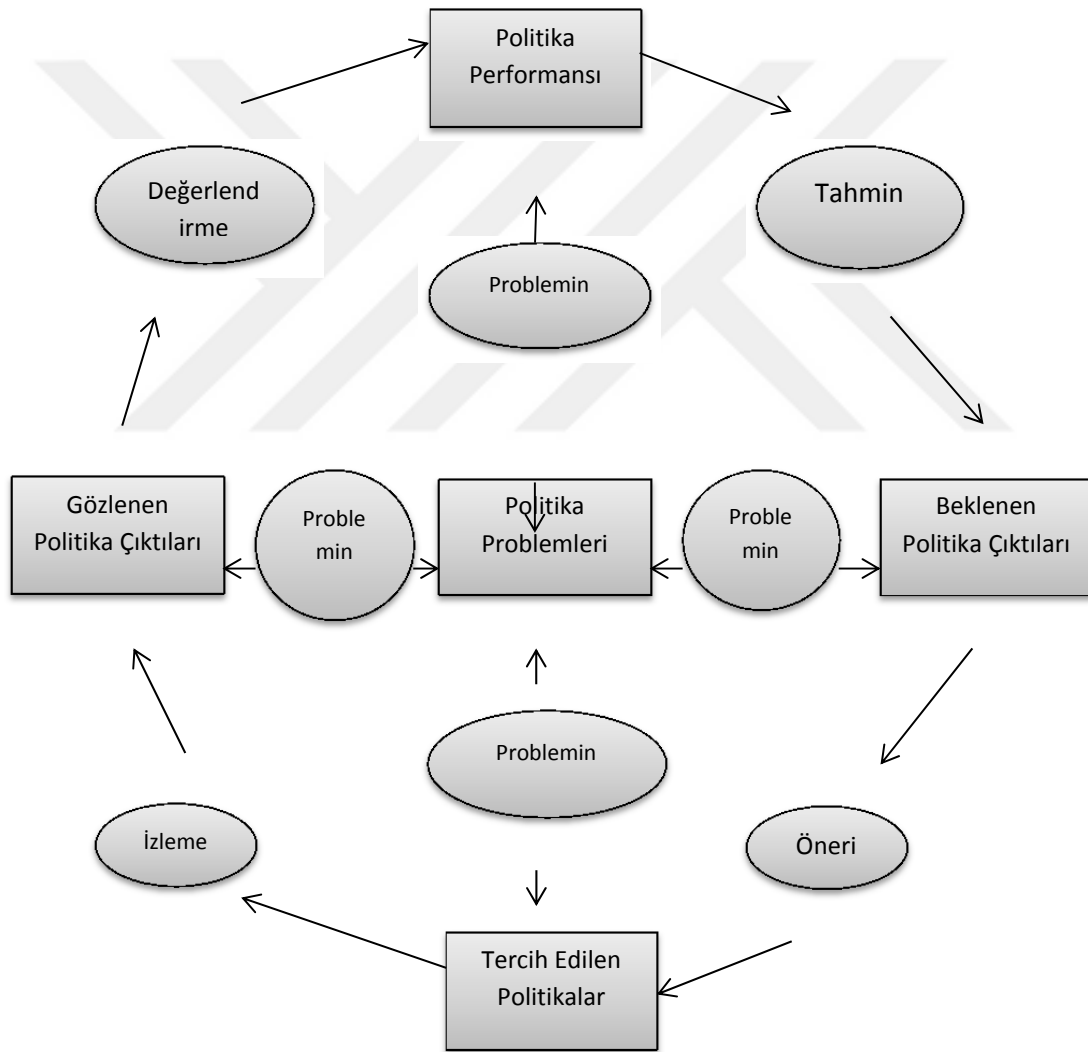 Politika
Performansı
Değerlend
irme
Tahmin
Problemin
Gözlenen
Politika Çıktıları
Proble
min
Politika
Problemleri
Proble
min
Beklenen
Politika Çıktıları
Problemin
İzleme
Öneri
Tercih Edilen
Politikalar